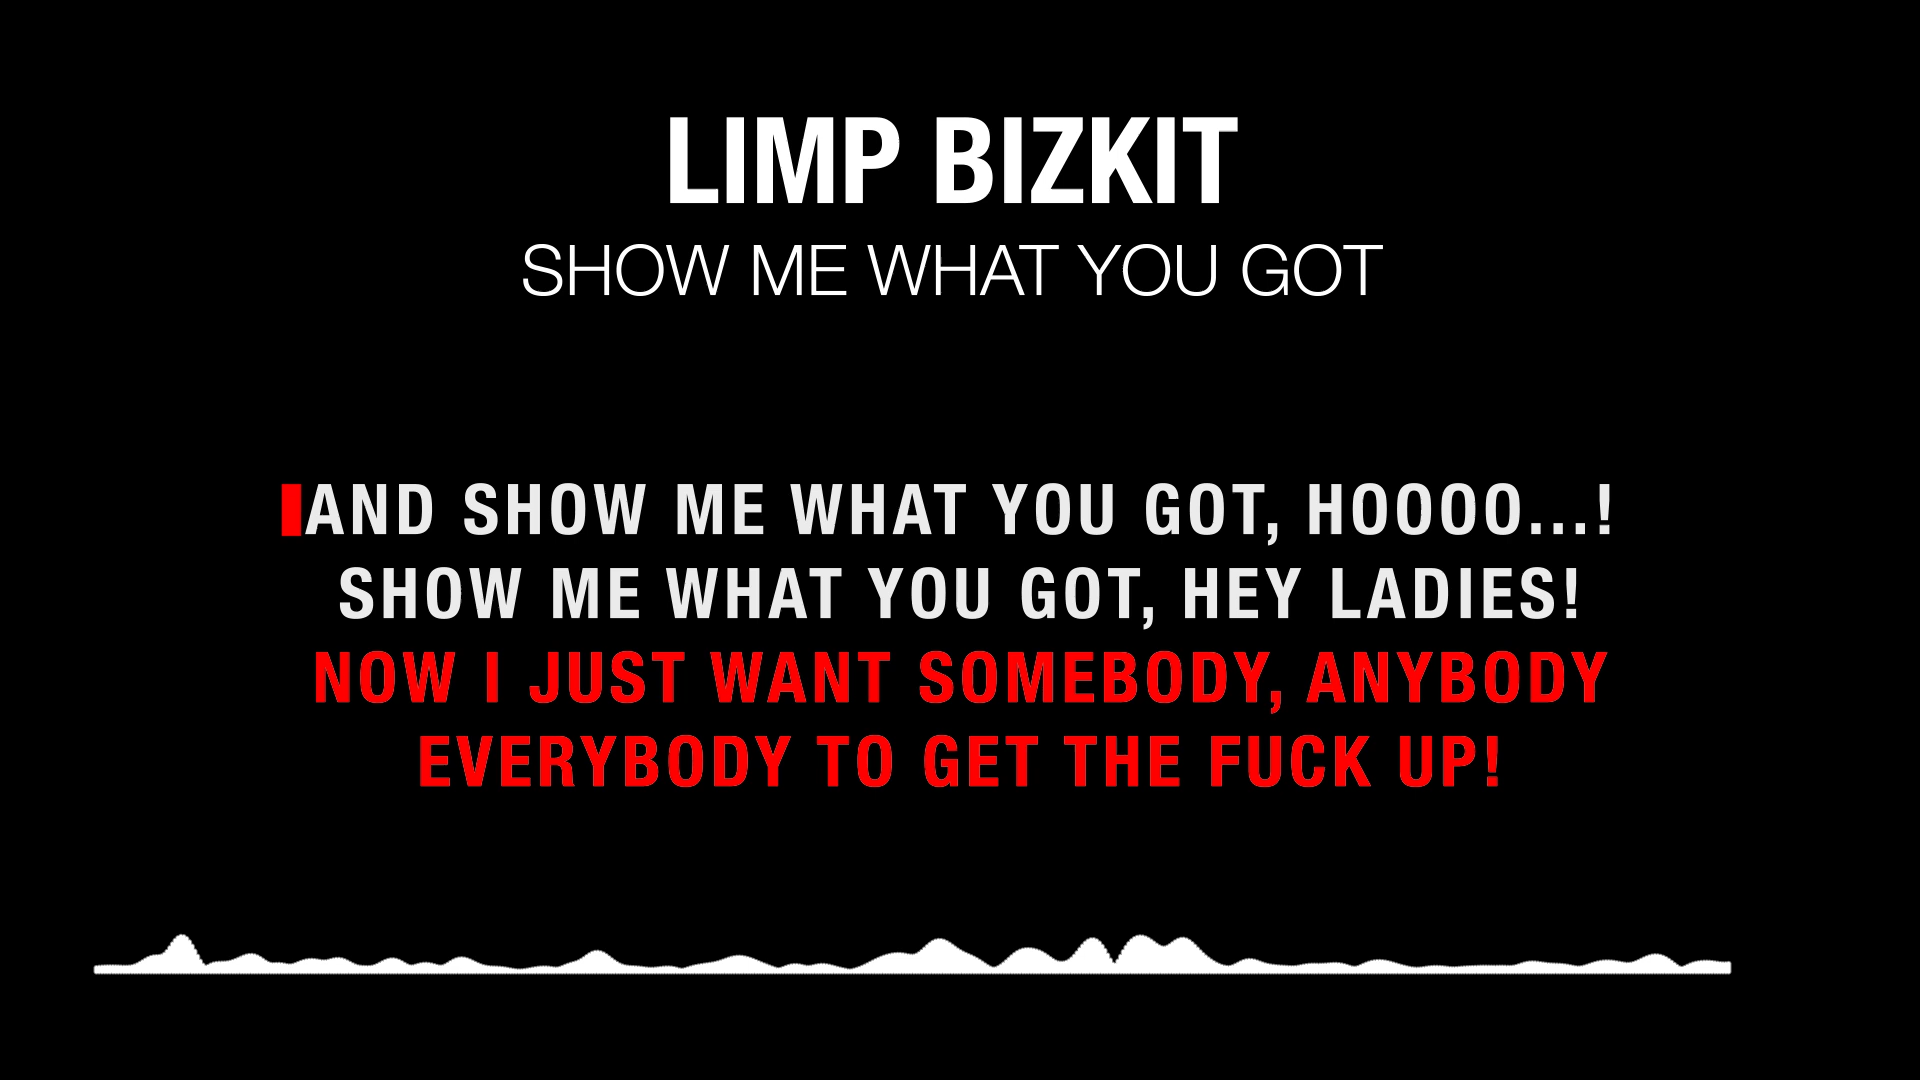 LIMP BIZKIT
SHOW ME WHAT YOU GOT
AND SHOW ME WHAT YOU GOT, HOOOO...!
SHOW ME WHAT YOU GOT, HEY LADIES!
NOW I JUST WANT SOMEBODY, ANYBODY
EVERYBODY TO GET THE FUCK UP!